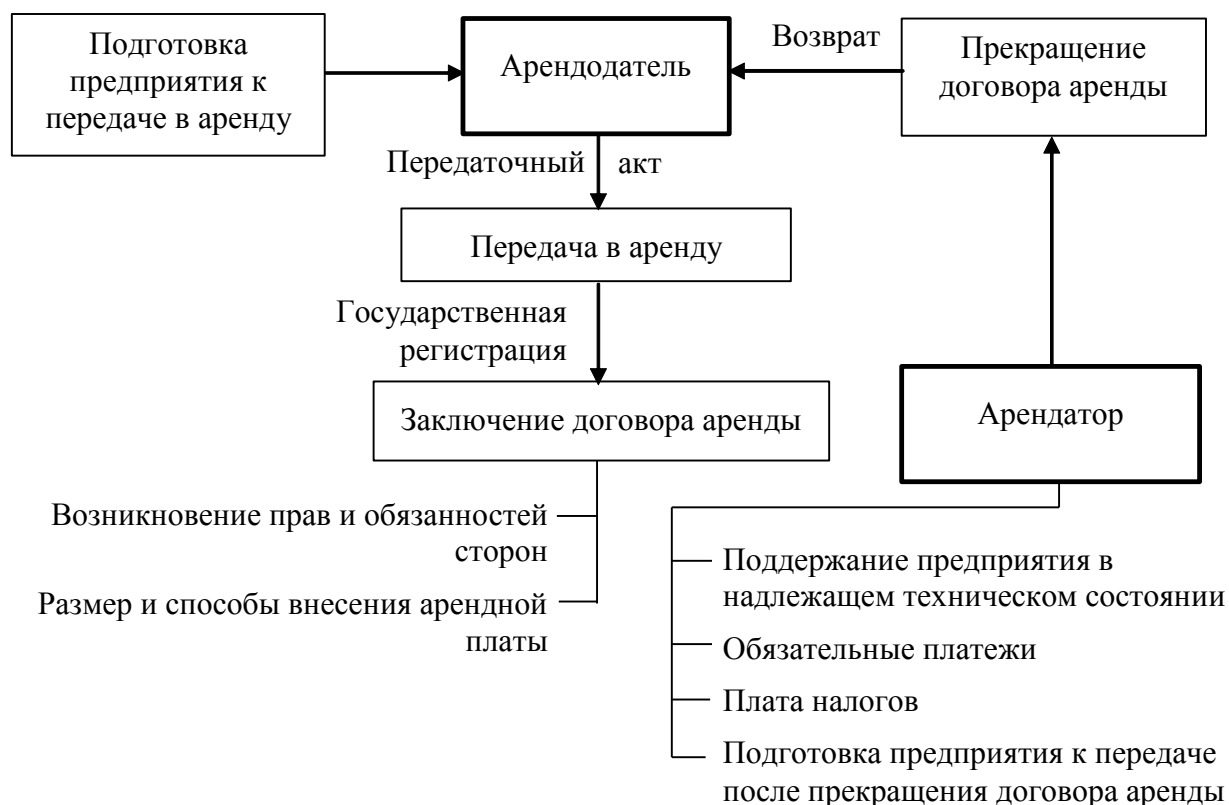 Подготовка
предприятия к
передаче в аренду
Арендодатель
Возврат
Прекращение
договора аренды
Передаточный акт
Передача в аренду
Государственная
регистрация
Заключение договора аренды
Арендатор
Возникновение прав и обязанностей
сторон
Размер и способы внесения арендной
платы
Поддержание предприятия в
надлежащем техническом состоянии
Обязательные платежи
Плата налогов
Подготовка предприятия к передаче
после прекращения договора аренды